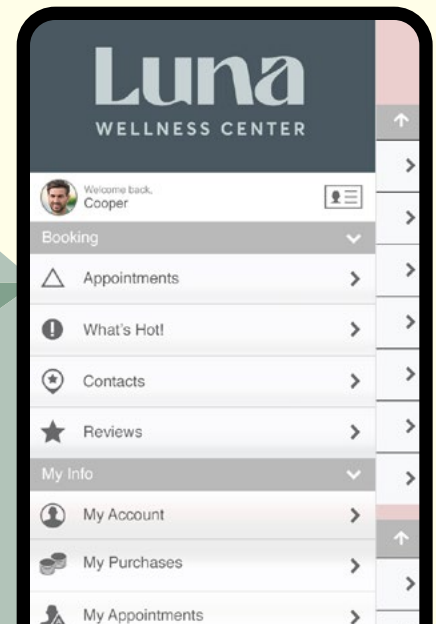 Luna
WELLNESS CENTER
Welcome back,
Cooper
Booking
Appointments
What's Hot!
Contacts
Reviews
My Info
My Account
My Purchases
My Appointments